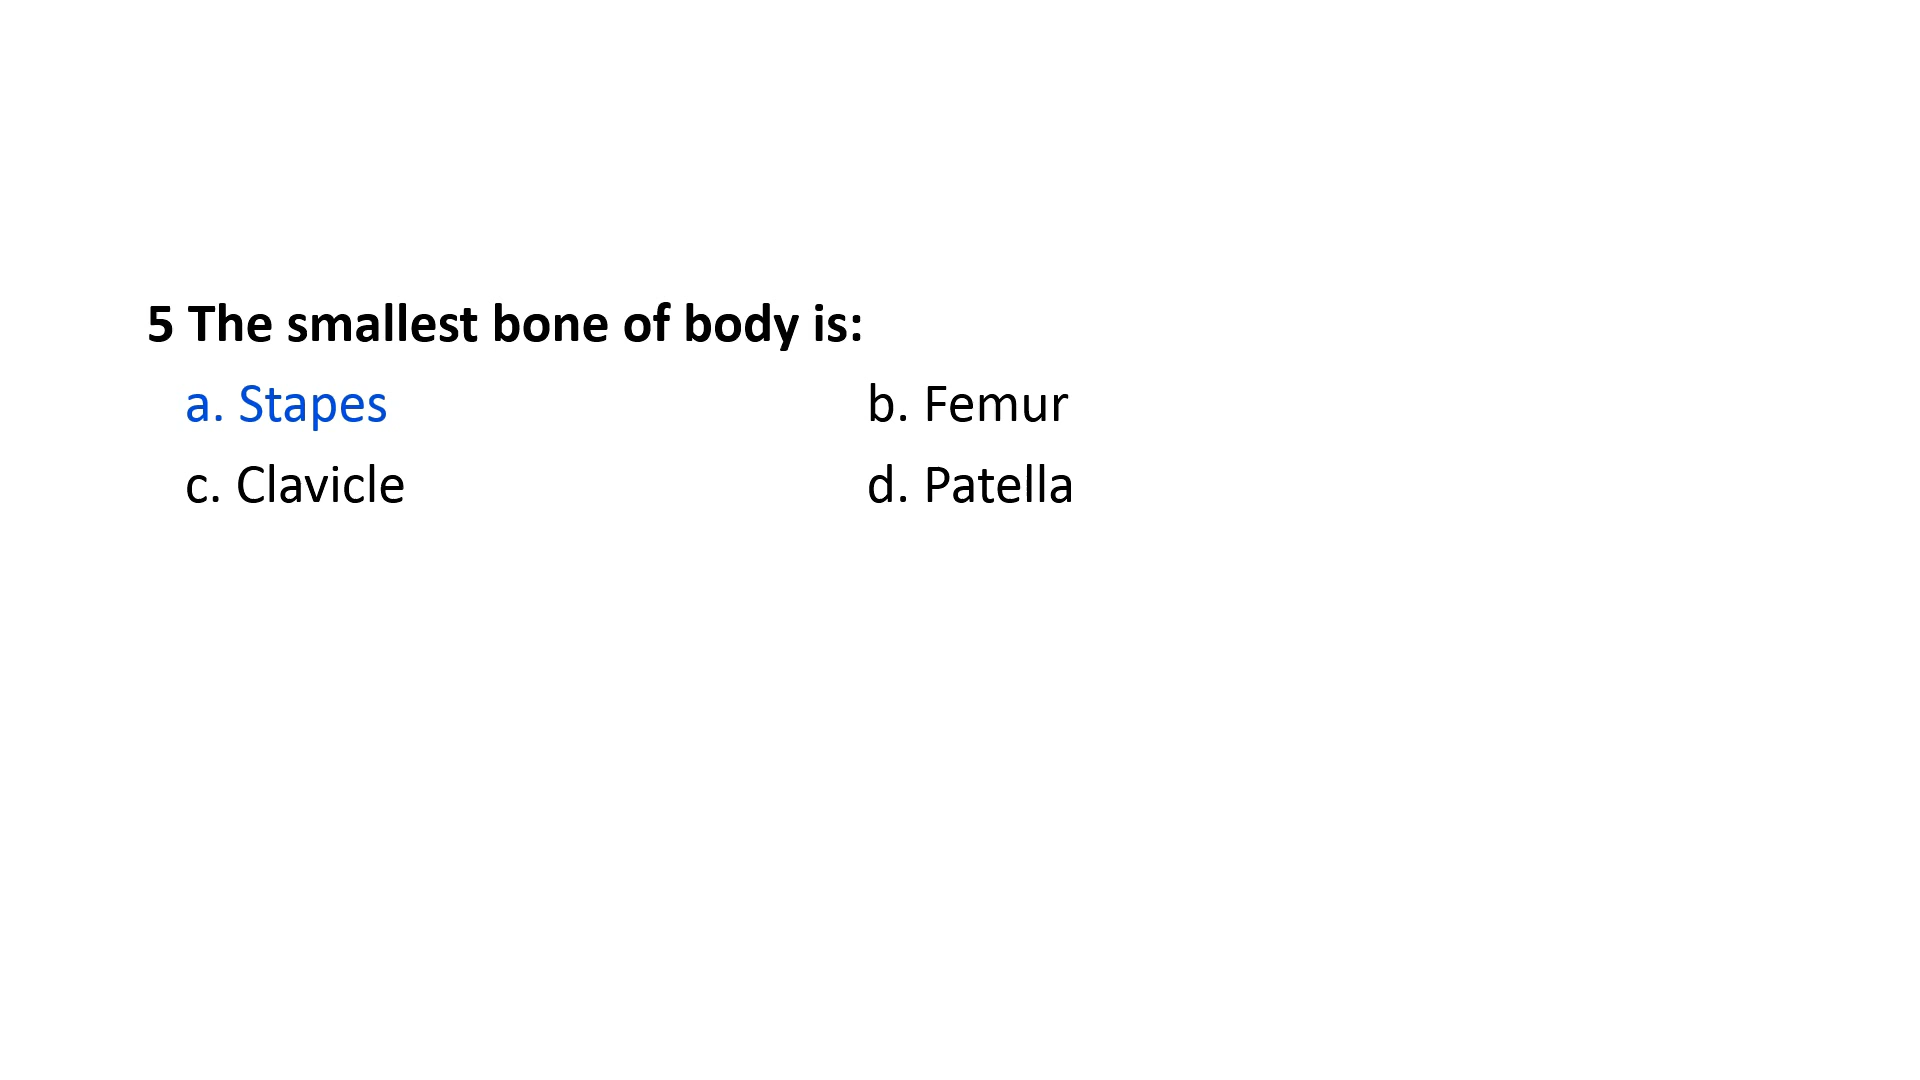 5 The smallest bone of body is:
a. Stapes b. Femur
c. Clavicle d. Patella